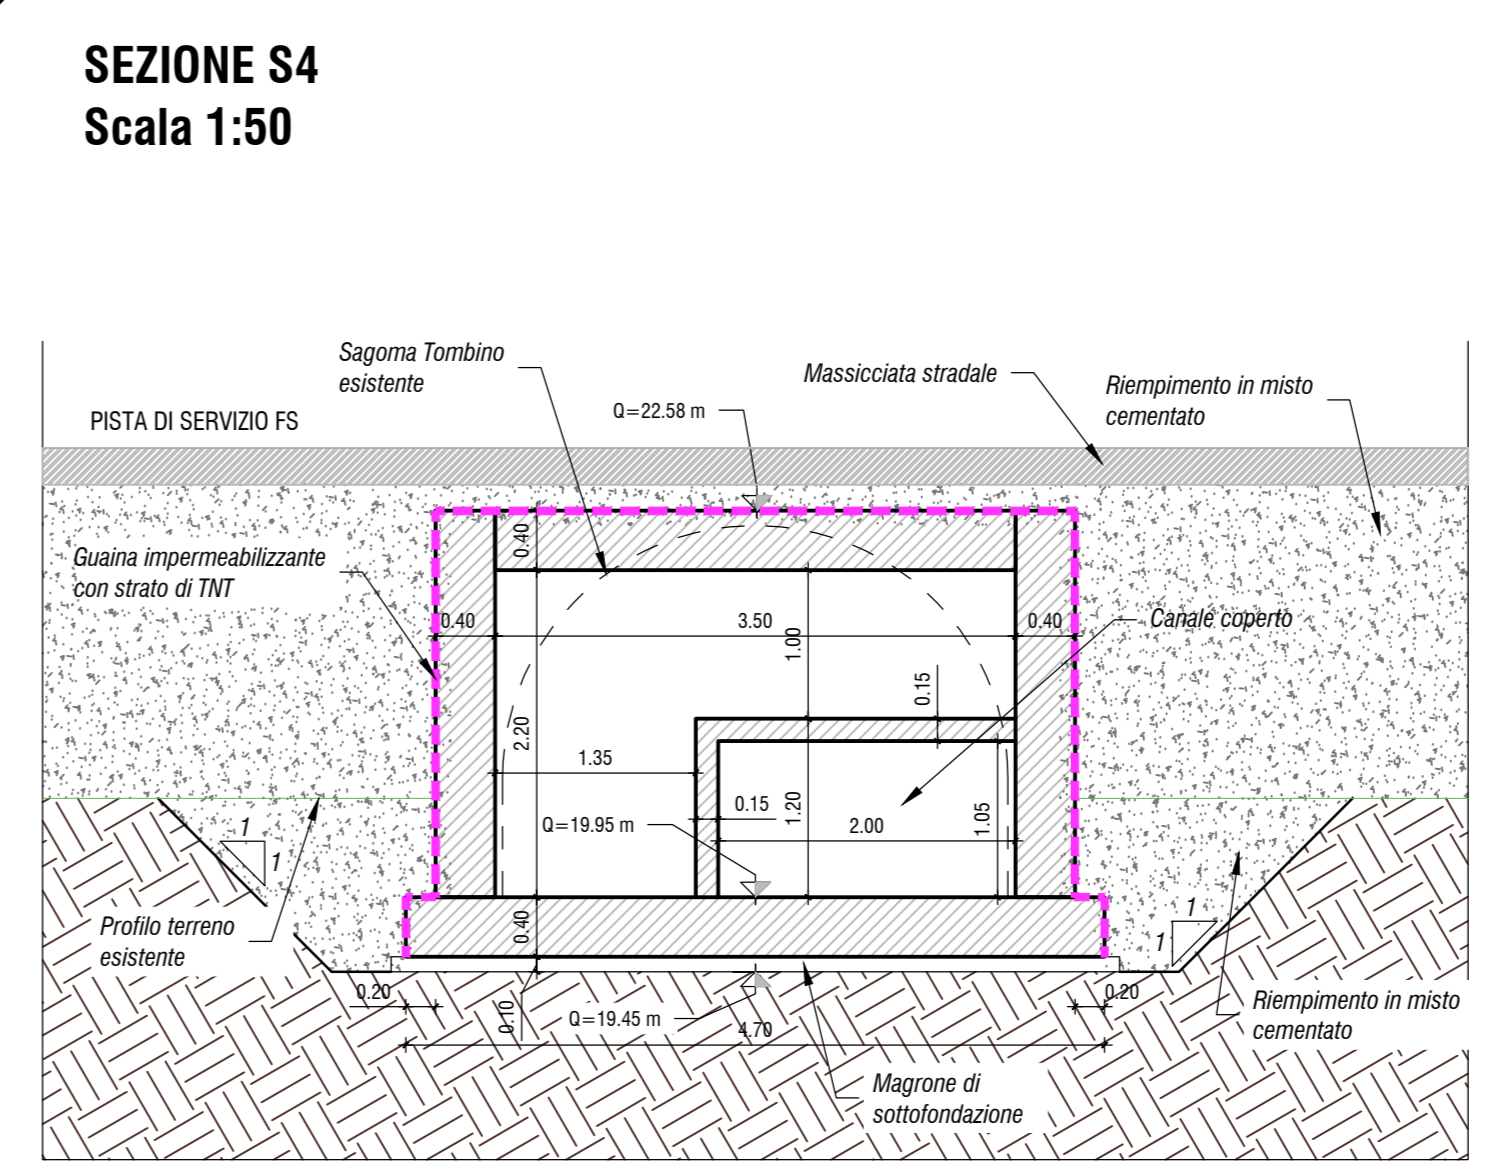 SEZIONE S4
Scala 1:50
Sagoma Tombino
esistente
Massicciata stradale
Riempimento in misto
cementato
Q=22.58 m
PISTA DI SERVIZIO FS
0.40
Guaina impermeabilizzante
con strato di TNT
0.40
3.50
0.40
Canale coperto
1.00
0.15
2.20
1.35
0.15
1.20
2.00
1.05
Q=19.95 m
1
1
Profilo terreno
esistente
0.40
1
1
0.20
0.10
Q=19.45 m
4.70
0.20
Riempimento in misto
cementato
Magrone di
sottofondazione